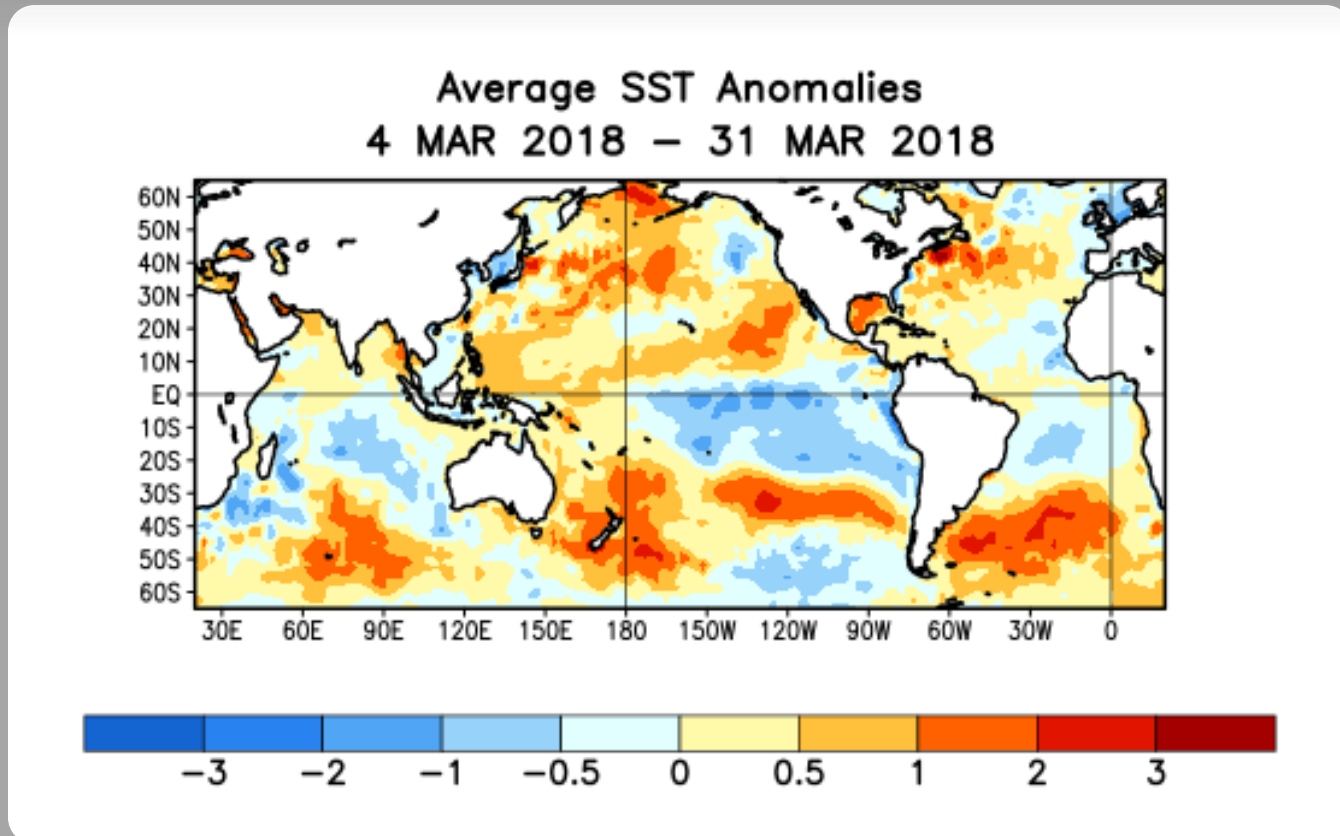 Average SST Anomalies
4 MAR 2018 – 31 MAR 2018
60N
50N
40N
30N
20N
10N
EQ
10S
20S
30S
40S
50S
60S
30E 60E 90E 120E 150E 180 150W 120W 90W 60W 30W 0
−3 −2 −1 −0.5 0 0.5 1 2 3